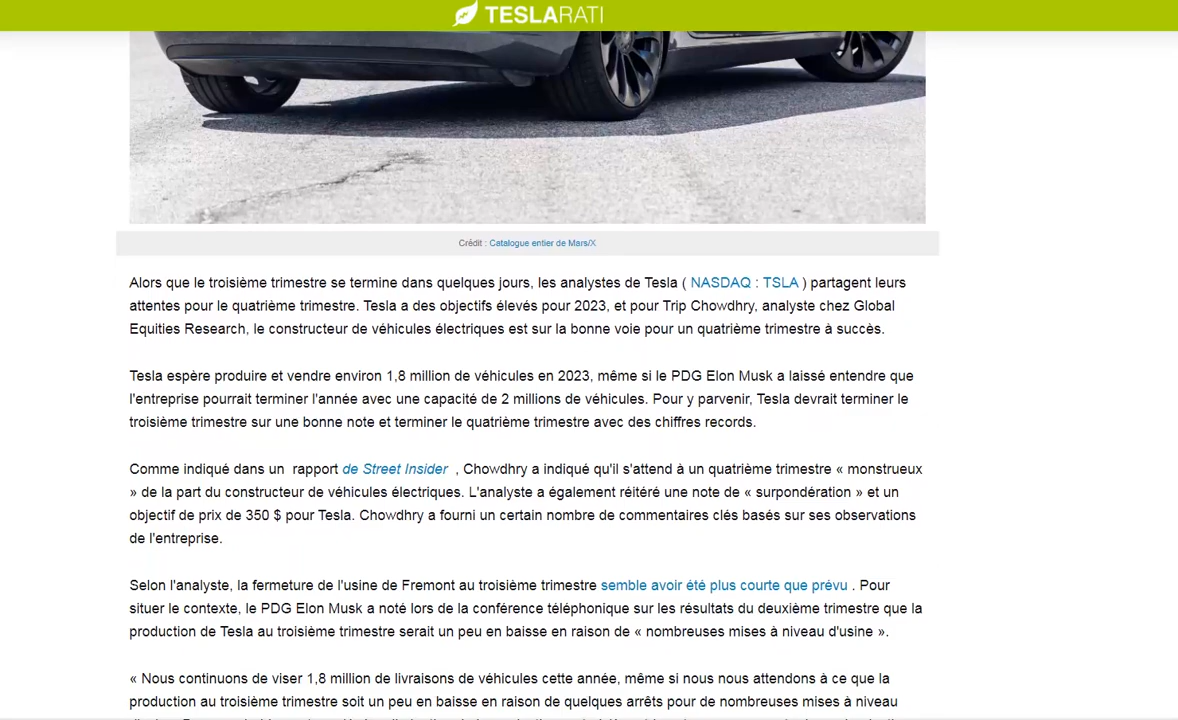 TESLARATI
Crédit : Catalogue entier de Mars/X
Alors que le troisième trimestre se termine dans quelques jours, les analystes de Tesla ( NASDAQ : TSLA ) partagent leurs
attentes pour le quatrième trimestre. Tesla a des objectifs élevés pour 2023, et pour Trip Chowdhry, analyste chez Global
Equities Research, le constructeur de véhicules électriques est sur la bonne voie pour un quatrième trimestre à succès.
Tesla espère produire et vendre environ 1,8 million de véhicules en 2023, même si le PDG Elon Musk a laissé entendre que
l'entreprise pourrait terminer l'année avec une capacité de 2 millions de véhicules. Pour y parvenir, Tesla devrait terminer le
troisième trimestre sur une bonne note et terminer le quatrième trimestre avec des chiffres records.
Comme indiqué dans un rapport de Street Insider , Chowdhry a indiqué qu'il s'attend à un quatrième trimestre « monstrueux
» de la part du constructeur de véhicules électriques. L'analyste a également réitéré une note de « surpondération » et un
objectif de prix de 350 $ pour Tesla. Chowdhry a fourni un certain nombre de commentaires clés basés sur ses observations
de l'entreprise.
Selon l'analyste, la fermeture de l'usine de Fremont au troisième trimestre semble avoir été plus courte que prévu . Pour
situer le contexte, le PDG Elon Musk a noté lors de la conférence téléphonique sur les résultats du deuxième trimestre que la
production de Tesla au troisième trimestre serait un peu en baisse en raison de « nombreuses mises à niveau d'usine ».
« Nous continuons de viser 1,8 million de livraisons de véhicules cette année, même si nous nous attendons à ce que la
production au troisième trimestre soit un peu en baisse en raison de quelques arrêts pour de nombreuses mises à niveau